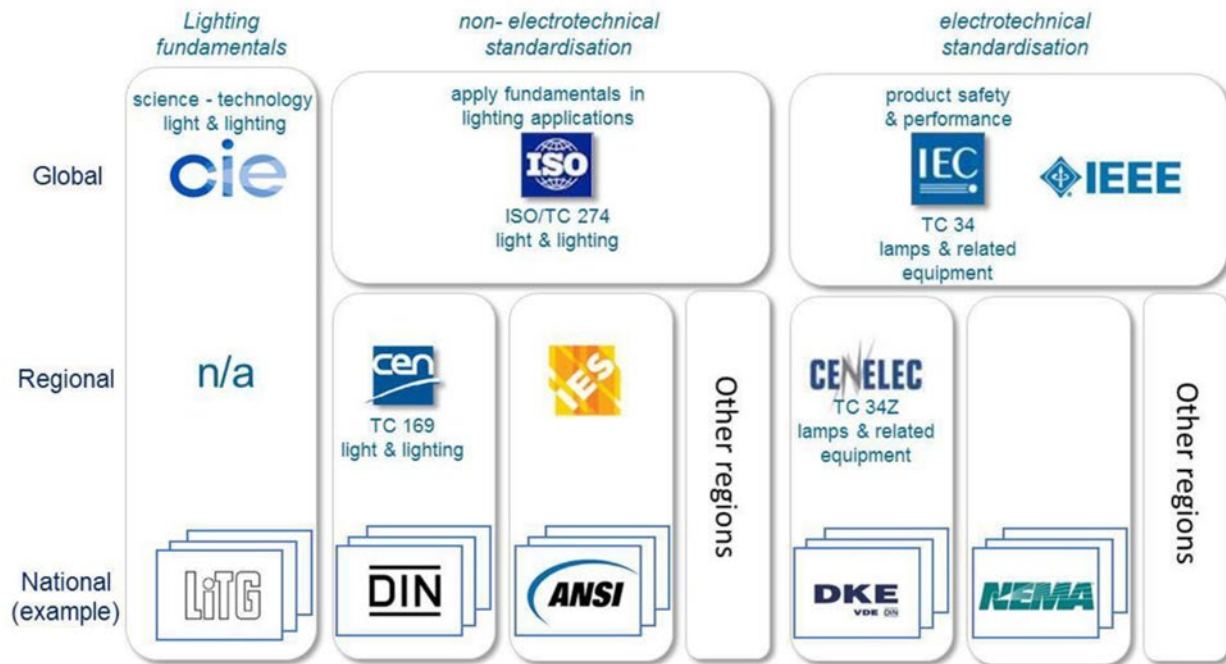 Lighting
fundamentals
non- electrotechnical
standardisation
electrotechnical
standardisation
science - technology
light & lighting
apply fundamentals in
lighting applications
product safety
& performance
Global
cie
ISO
IEC
IEEE
ISO/TC 274
light & lighting
TC 34
lamps & related
equipment
Regional
n/a
cen
TC 169
light & lighting
iES
Other regions
CENELEC
TC 34Z
lamps & related
equipment
Other regions
National
(example)
LiTG
DIN
ANSI
DKE
VDE DIN
NEMA